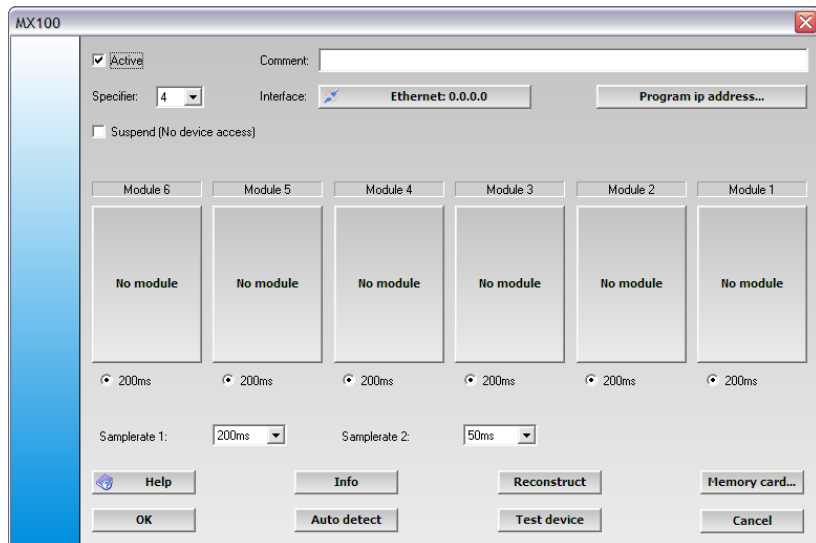 MX100
Active Comment:
Specifier: 4 Interface: Ethernet: 0.0.0.0 Program ip address...
Suspend (No device access)
Module 6 Module 5 Module 4 Module 3 Module 2 Module 1
No module No module No module No module No module No module
200ms 200ms 200ms 200ms 200ms 200ms
Samplerate 1: 200ms Samplerate 2: 50ms
Help Info Reconstruct Memory card...
OK Auto detect Test device Cancel